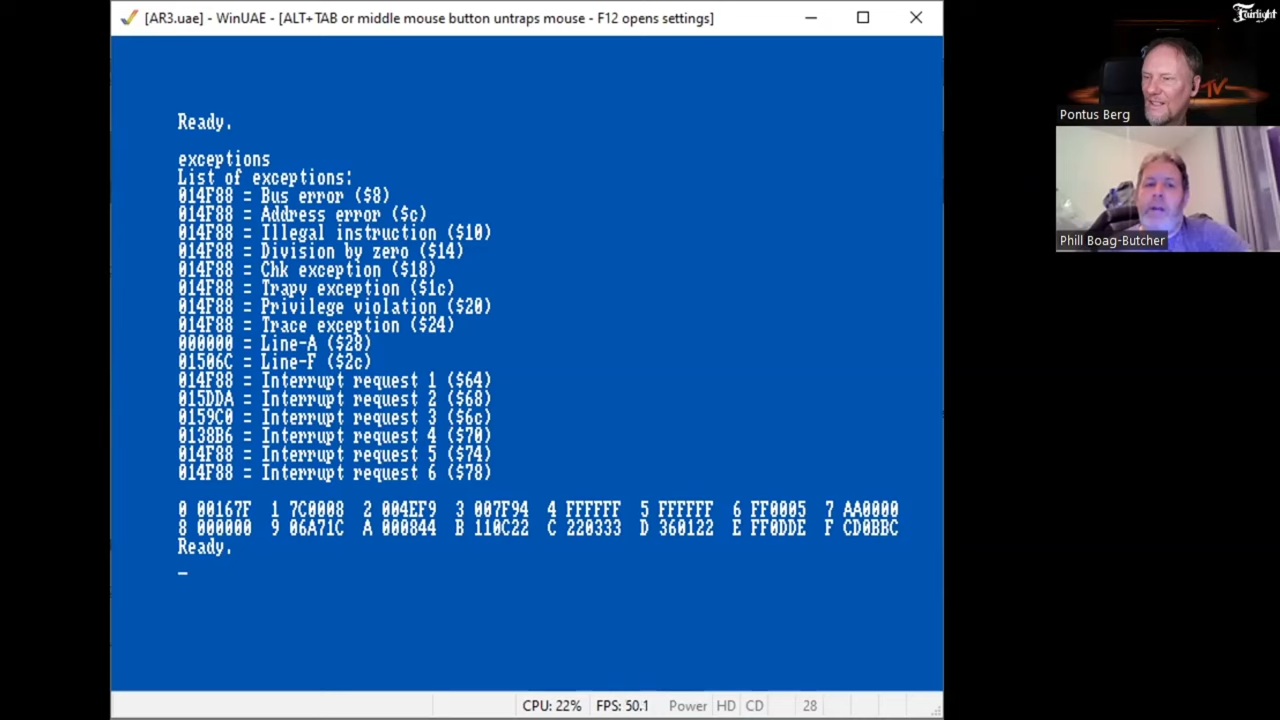 [AR3.uae] - WinUAE - [ALT+TAB or middle mouse button untraps mouse - F12 opens settings]
Ready.
exceptions
List of exceptions:
014F88 = Bus error ($8)
014F88 = Address error ($c)
014F88 = Illegal instruction ($10)
014F88 = Division by zero ($14)
014F88 = Chk exception ($18)
014F88 = Trapv exception ($1c)
014F88 = Privilege violation ($20)
014F88 = Trace exception ($24)
000000 = Line-A ($28)
01506C = Line-F ($2c)
014F88 = Interrupt request 1 ($64)
015DDA = Interrupt request 2 ($68)
0159C0 = Interrupt request 3 ($6c)
0138B6 = Interrupt request 4 ($70)
014F88 = Interrupt request 5 ($74)
014F88 = Interrupt request 6 ($78)
0 00167F 1 7C0008 2 004EF9 3 007F94 4 FFFFFF 5 FFFFFF 6 FF0005 7 AA0000
8 000000 9 06A71C A 000844 B 110C22 C 220333 D 360122 E FF0DDE F CD0BBC
Ready.
_
CPU: 22% FPS: 50.1 Power HD CD 28
Fairlight
TV
Pontus Berg
Phill Boag-Butcher